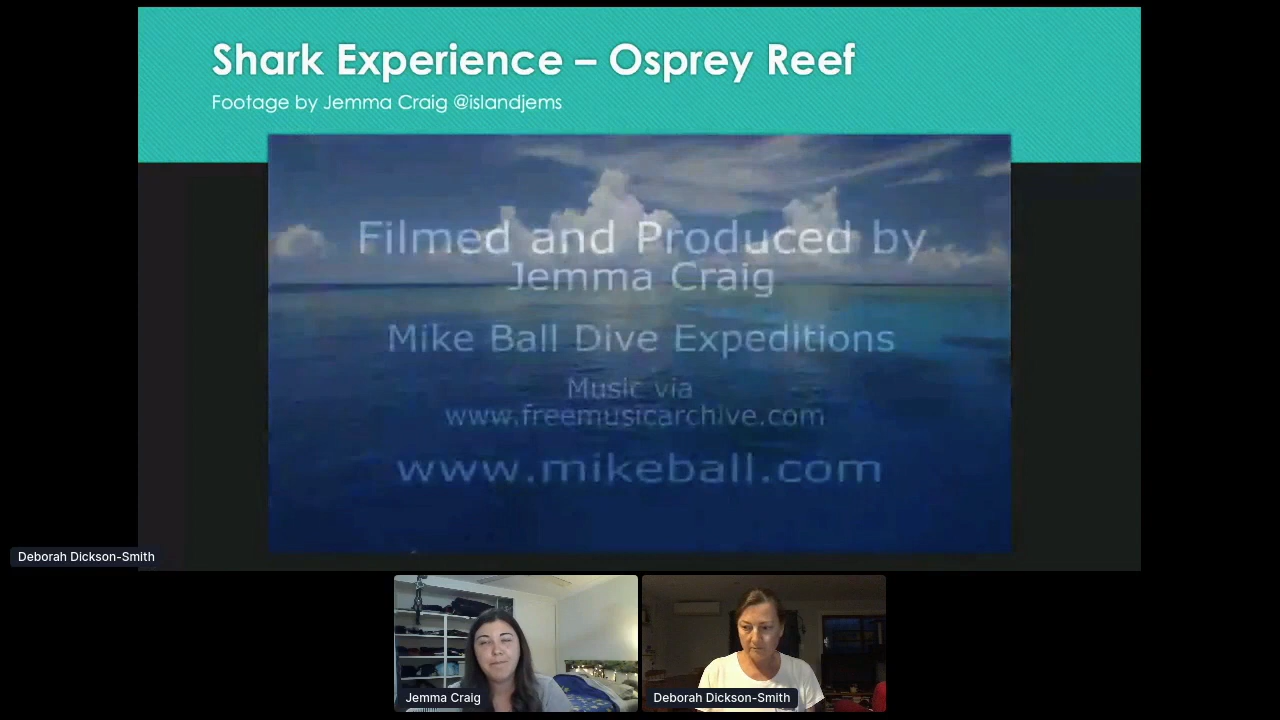 Shark Experience – Osprey Reef
Footage by Jemma Craig @islandjems
Filmed and Produced by
Jemma Craig
Mike Ball Dive Expeditions
Music via
www.freemusicarchive.com
www.mikeball.com
Deborah Dickson-Smith
Jemma Craig
Deborah Dickson-Smith